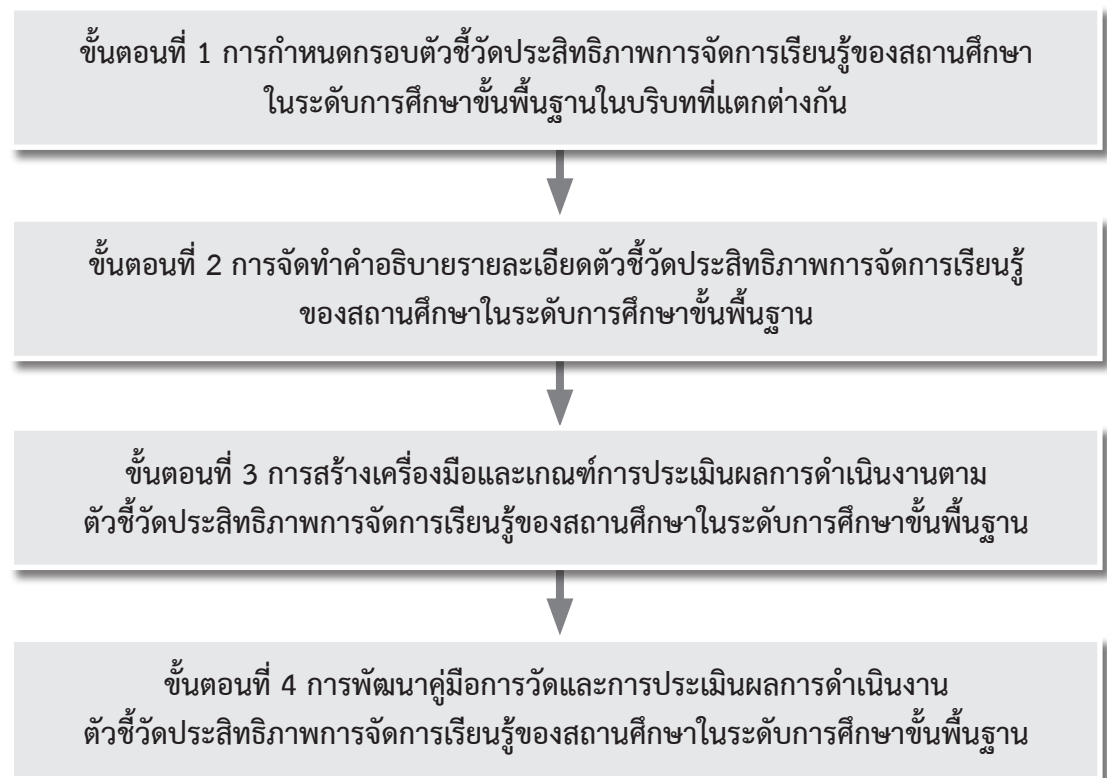 ขั้นตอนที่ 1 การกำหนดกรอบตัวชี้วัดประสิทธิภาพการจัดการเรียนรู้ของสถานศึกษา
ในระดับการศึกษาขั้นพื้นฐานในบริบทที่แตกต่างกัน
ขั้นตอนที่ 2 การจัดทำคำอธิบายรายละเอียดตัวชี้วัดประสิทธิภาพการจัดการเรียนรู้
ของสถานศึกษาในระดับการศึกษาขั้นพื้นฐาน
ขั้นตอนที่ 3 การสร้างเครื่องมือและเกณฑ์การประเมินผลการดำเนินงานตาม
ตัวชี้วัดประสิทธิภาพการจัดการเรียนรู้ของสถานศึกษาในระดับการศึกษาขั้นพื้นฐาน
ขั้นตอนที่ 4 การพัฒนาคู่มือการวัดและการประเมินผลการดำเนินงาน
ตัวชี้วัดประสิทธิภาพการจัดการเรียนรู้ของสถานศึกษาในระดับการศึกษาขั้นพื้นฐาน